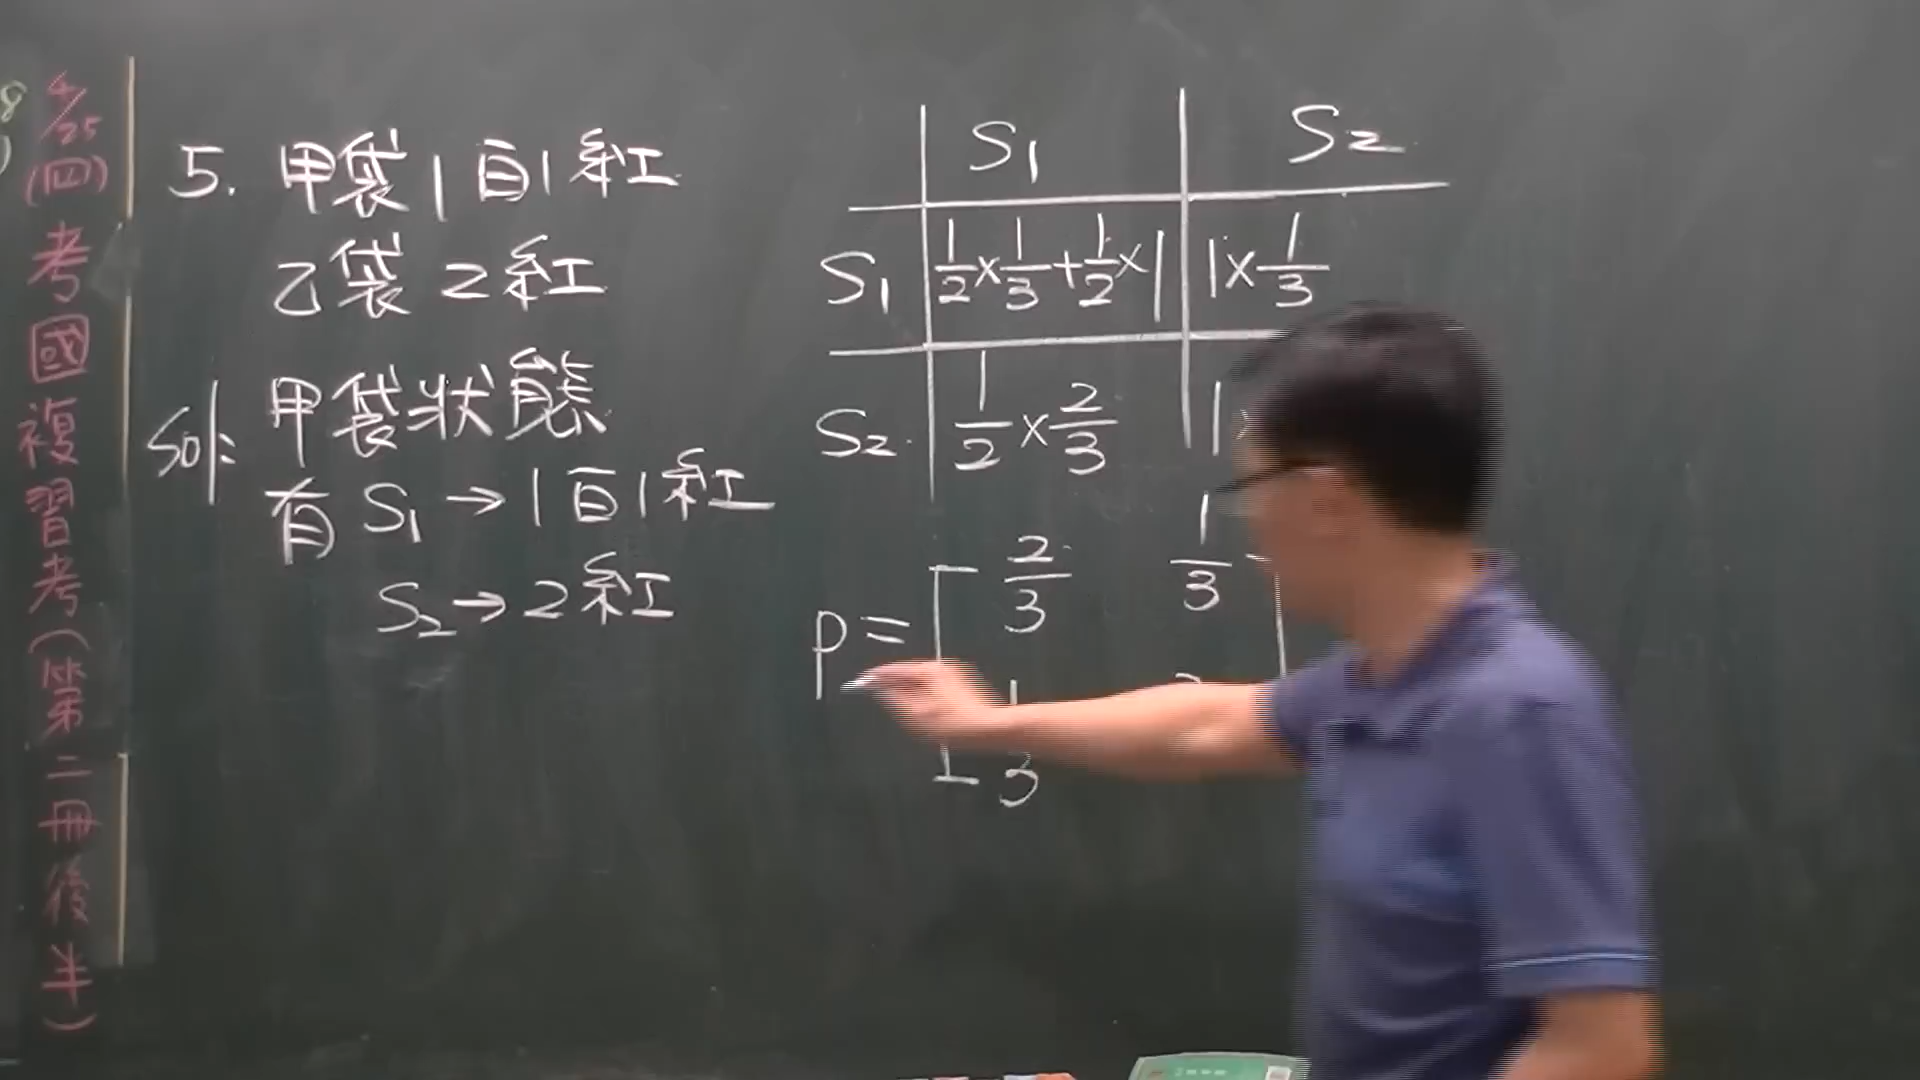 4/25
(四)
考國複習考(第二冊後半)
5. 甲袋1白1紅
乙袋2紅
sol: 甲袋狀態
有 S₁→1白1紅
S₂→2紅
S₁ S₂
S₁ 1/2×1/3+1/2×1 1×1/3
S₂ 1/2×2/3 1
P= [ 2/3 1/3 ]
1/3